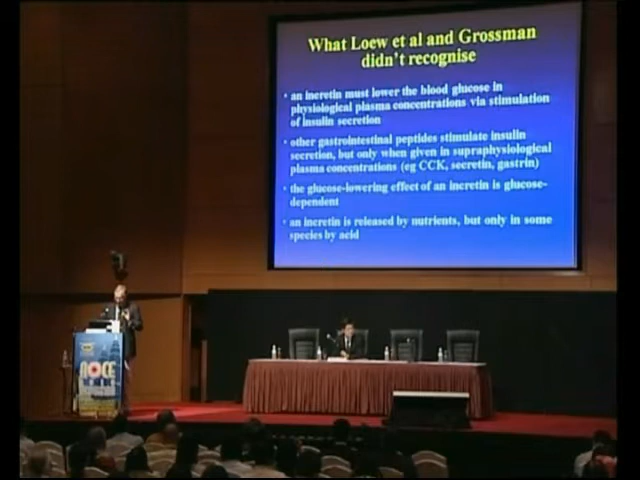 What Loew et al and Grossman
didn't recognise
• an incretin must lower the blood glucose in
physiological plasma concentrations via stimulation
of insulin secretion
• other gastrointestinal peptides stimulate insulin
secretion, but only when given in supraphysiological
plasma concentrations (eg CCK, secretin, gastrin)
• the glucose-lowering effect of an incretin is glucose-
dependent
• an incretin is released by nutrients, but only in some
species by acid